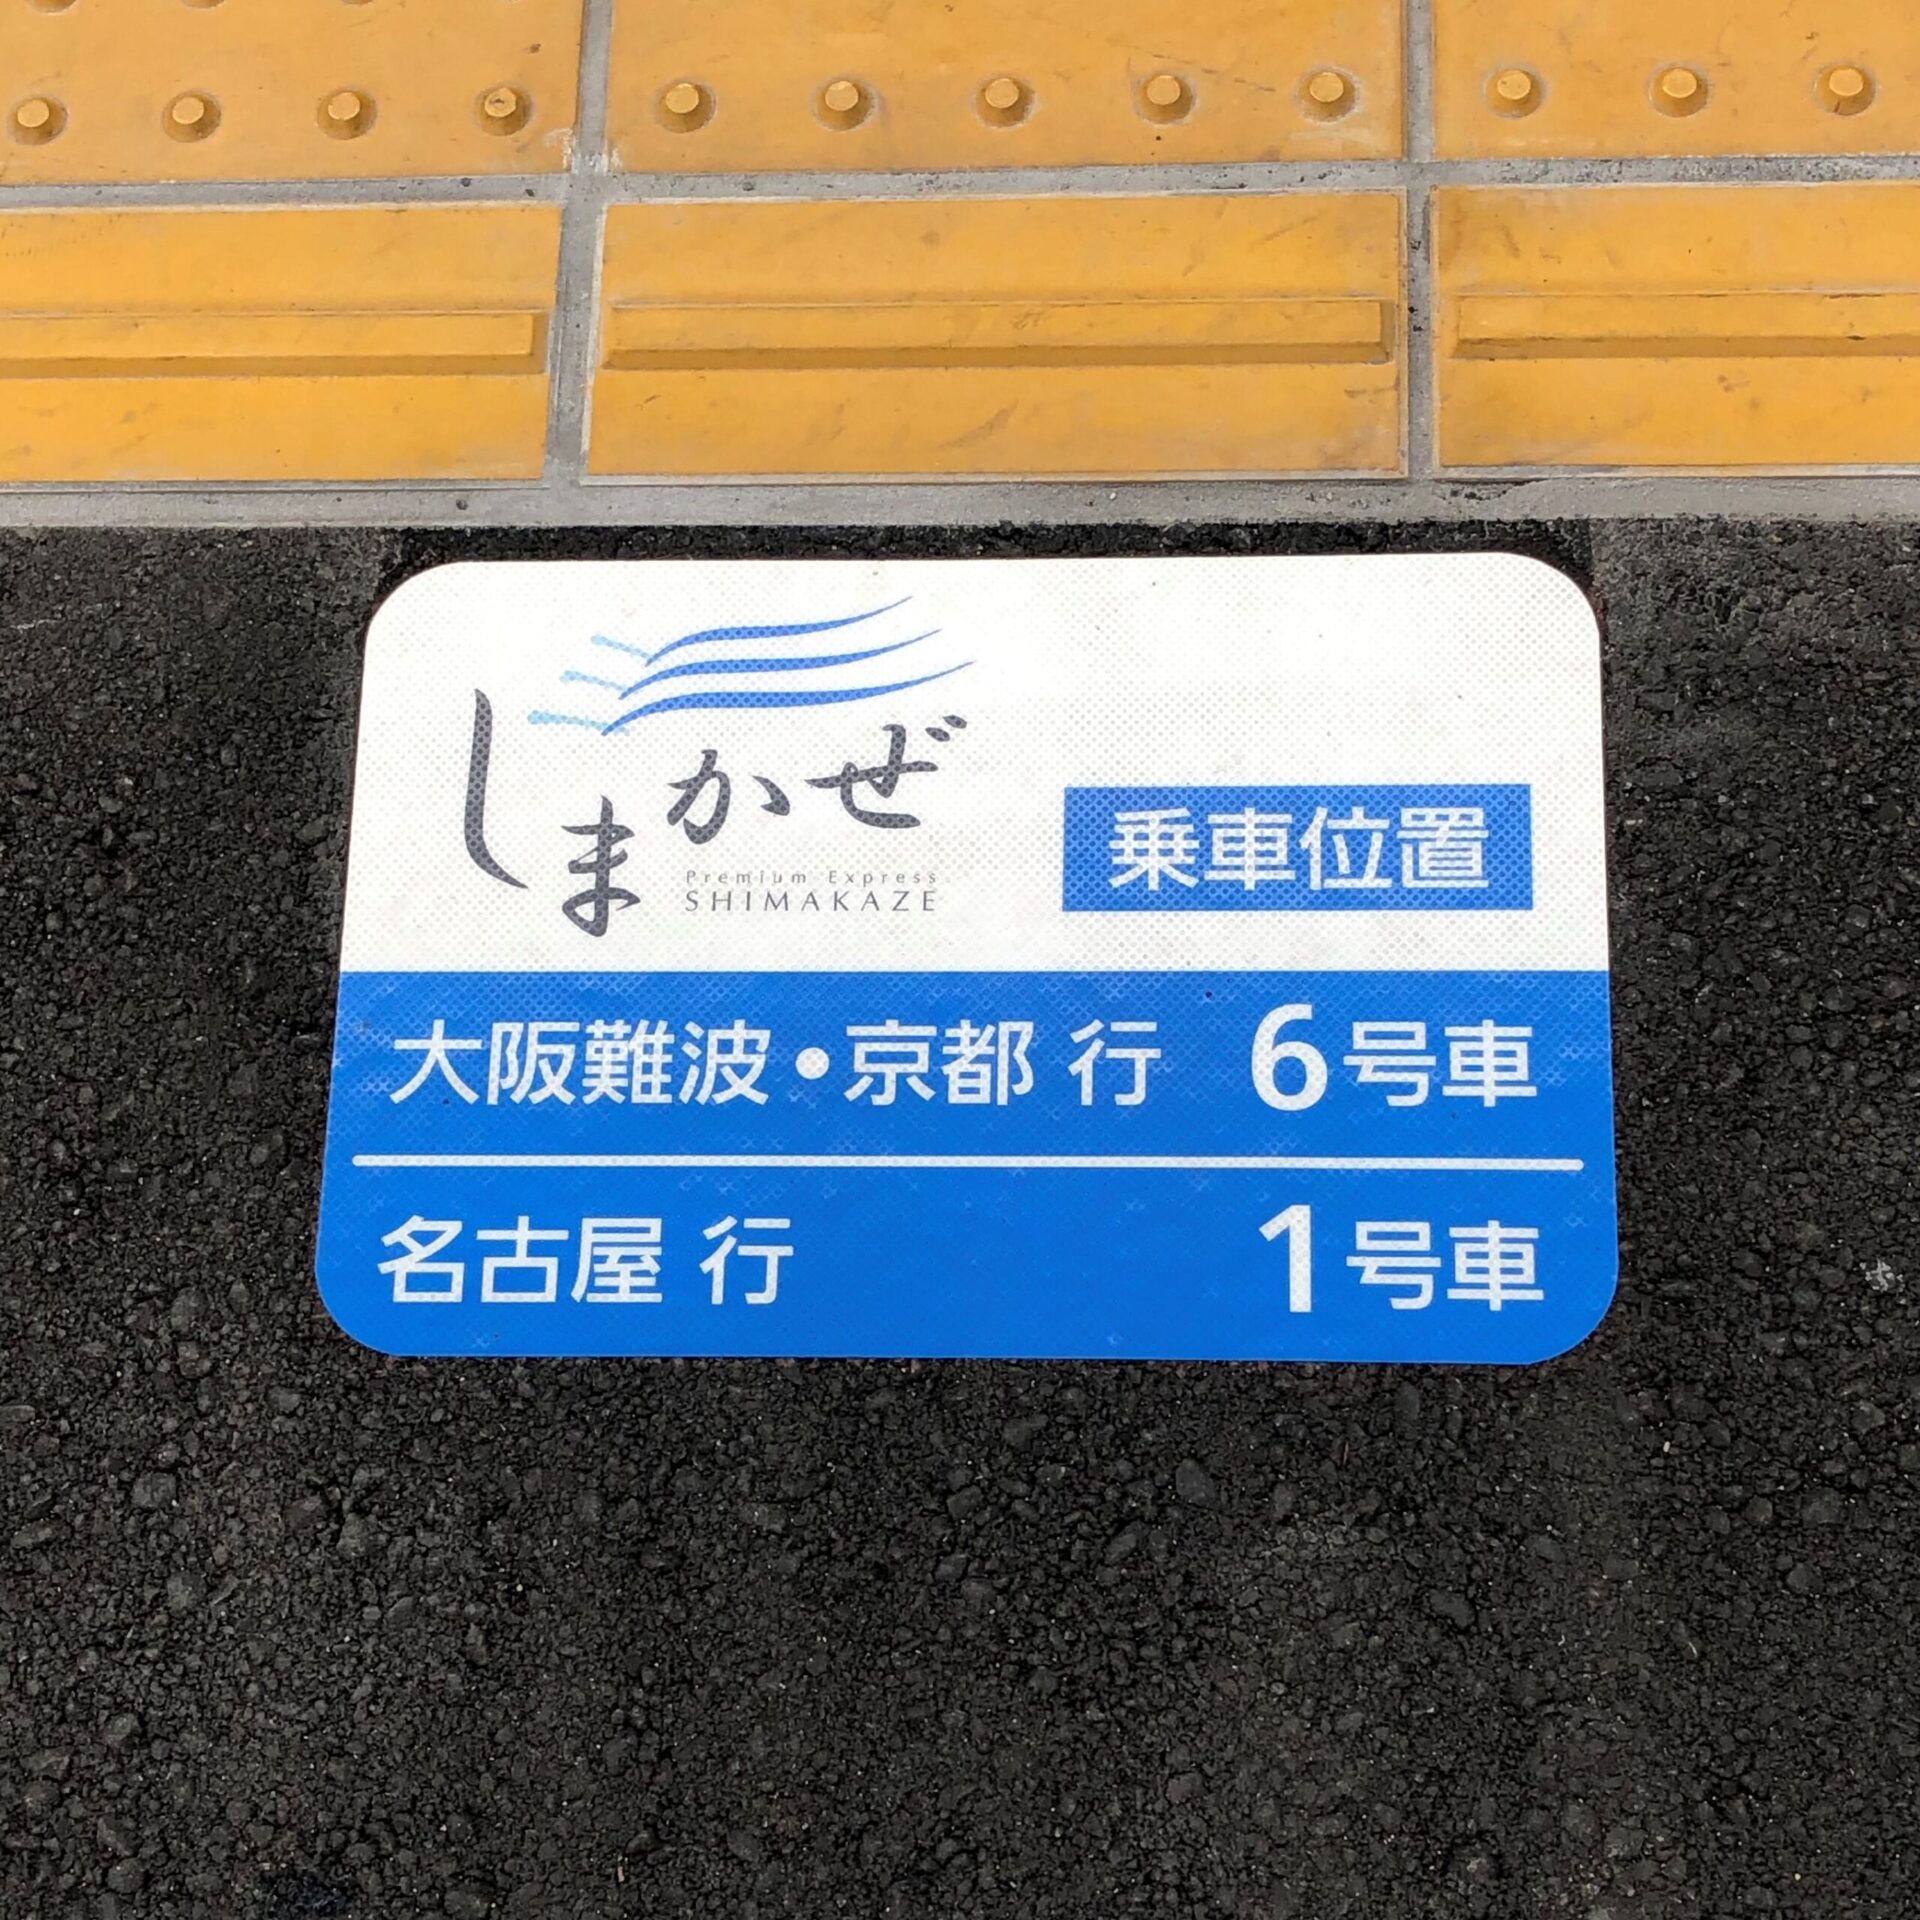 しまかぜ
Premium Express
SHIMAKAZE
乗車位置
大阪難波・京都 行 6号車
名古屋 行 1号車